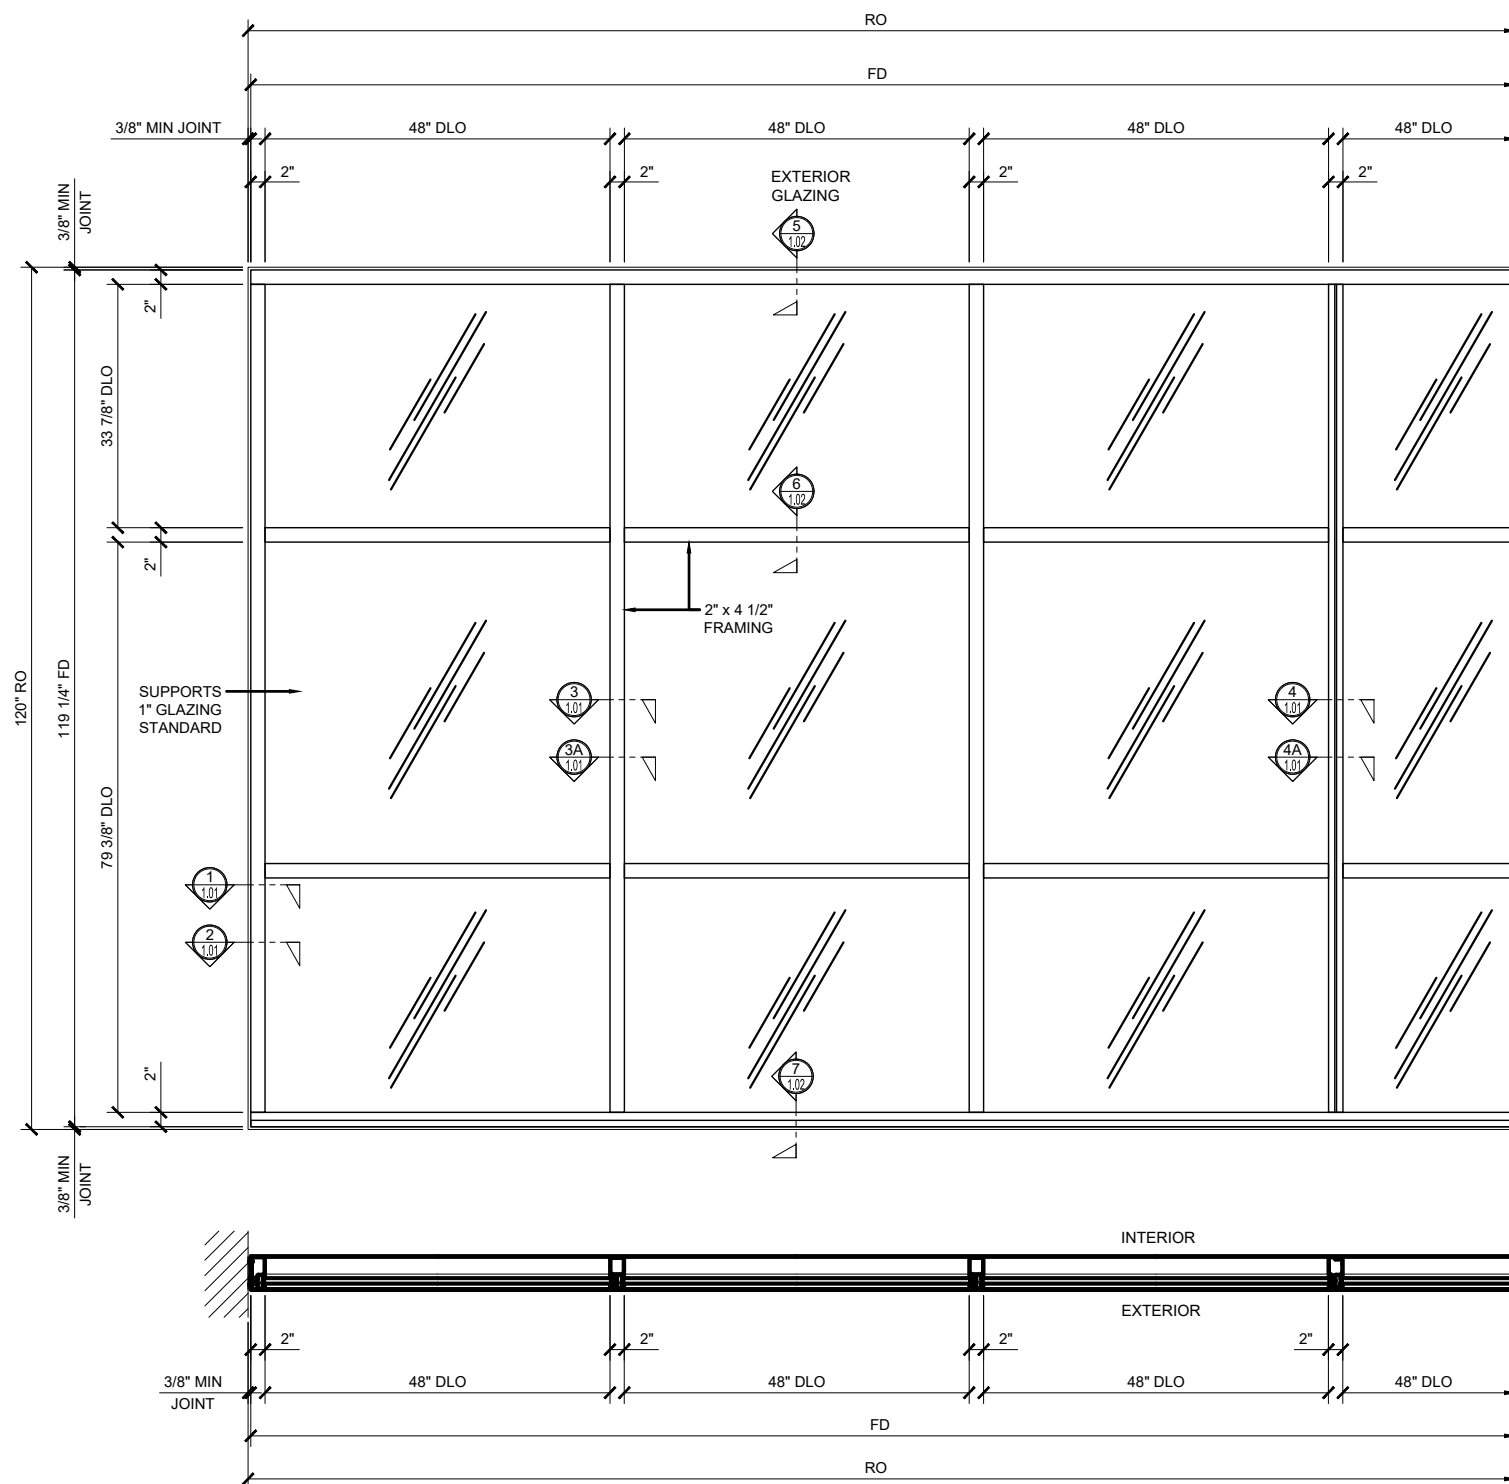 RO
FD
3/8" MIN JOINT
48" DLO
48" DLO
48" DLO
48" DLO
2"
2"
2"
2"
EXTERIOR
GLAZING
3/8" MIN
JOINT
5
1.02
2"
33 7/8" DLO
6
1.02
2"
2" x 4 1/2"
FRAMING
120" RO
119 1/4" FD
SUPPORTS
1" GLAZING
STANDARD
3
1.01
4
1.01
3A
1.01
4A
1.01
79 3/8" DLO
1
1.01
2
1.01
2"
7
1.02
3/8" MIN
JOINT
INTERIOR
EXTERIOR
2"
2"
2"
2"
3/8" MIN
JOINT
48" DLO
48" DLO
48" DLO
48" DLO
FD
RO